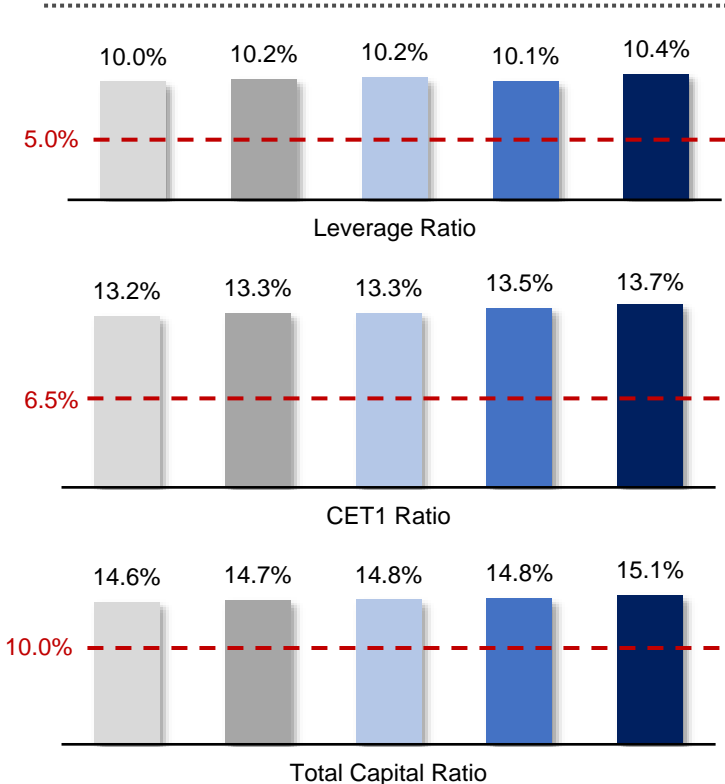 10.0% 10.2% 10.2% 10.1% 10.4%
5.0%
Leverage Ratio
13.2% 13.3% 13.3% 13.5% 13.7%
6.5%
CET1 Ratio
14.6% 14.7% 14.8% 14.8% 15.1%
10.0%
Total Capital Ratio